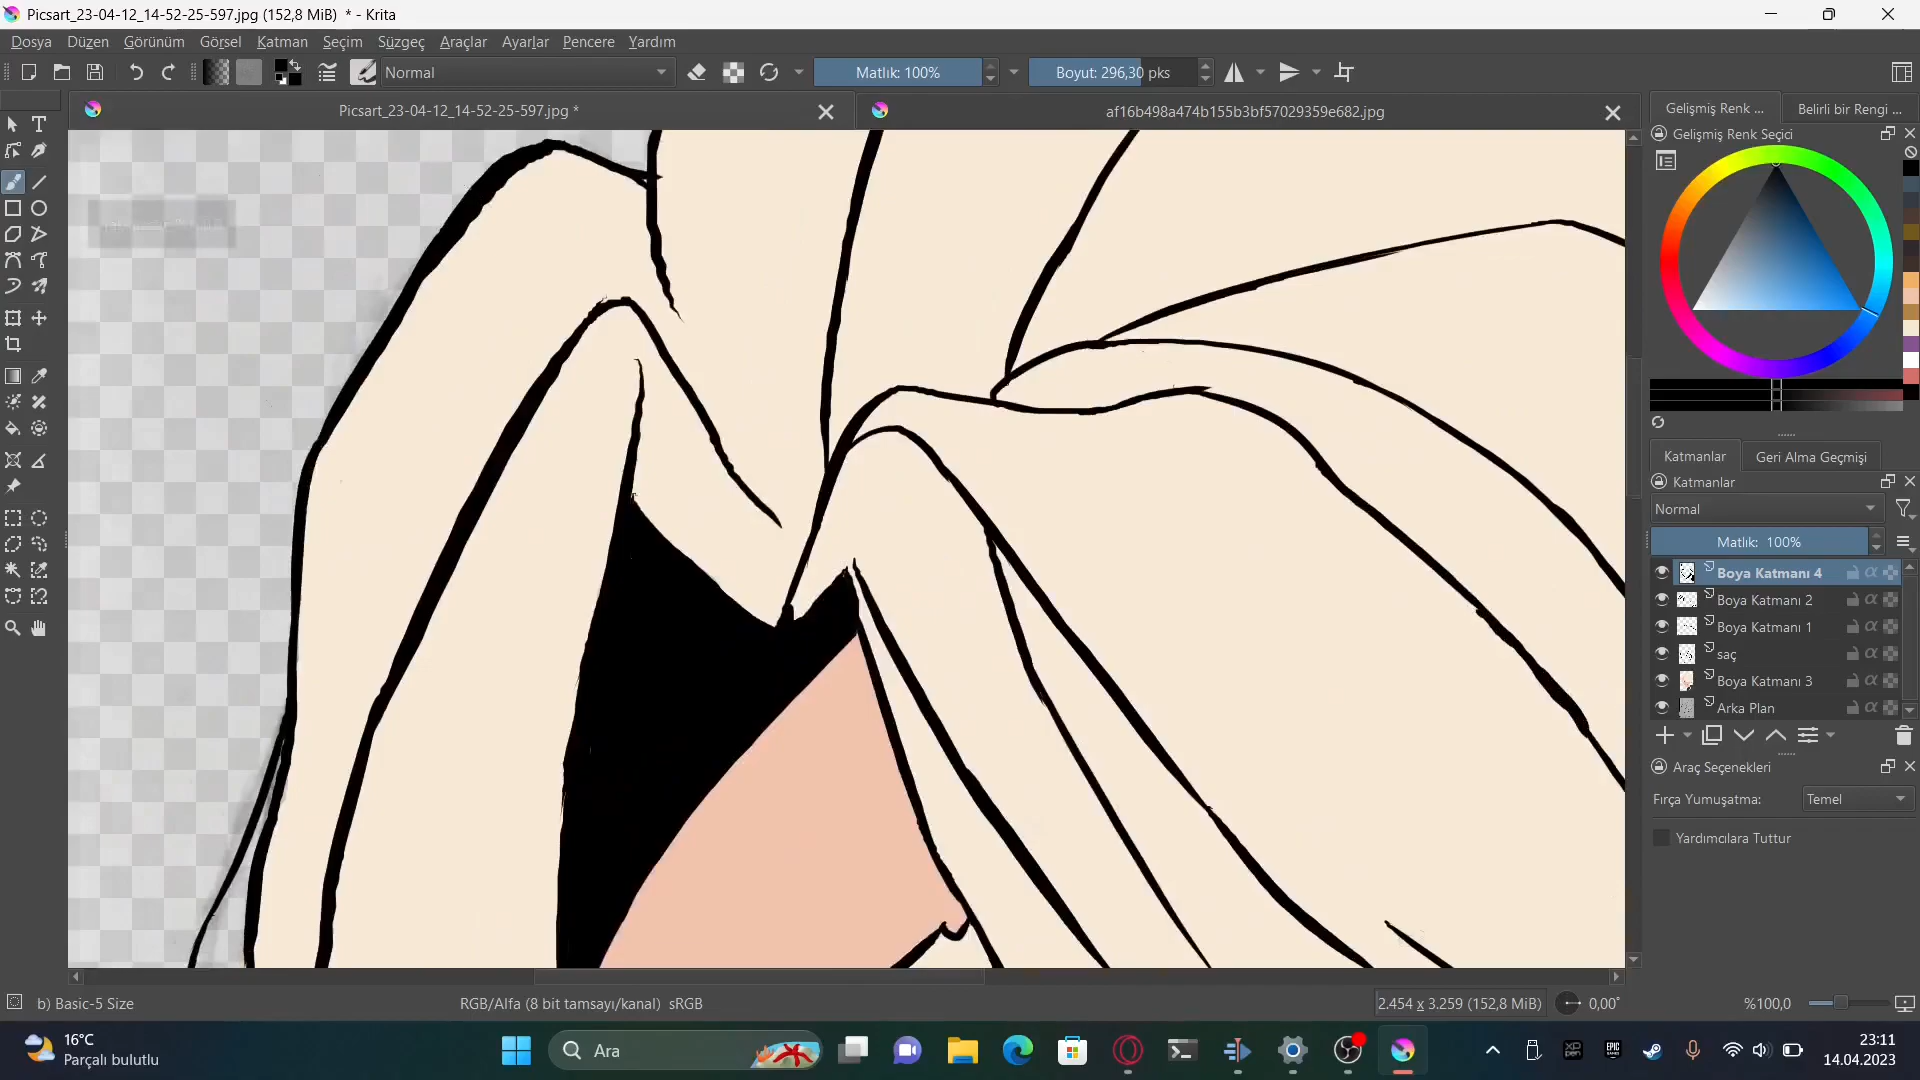 Picsart_23-04-12_14-52-25-597.jpg (152,8 MiB)  * - Krita
Dosya Düzen Görünüm Görsel Katman Seçim Süzgeç Araçlar Ayarlar Pencere Yardım
Normal Matlık: 100% Boyut: 296,30 pks
Picsart_23-04-12_14-52-25-597.jpg * af16b498a474b155b3bf57029359e682.jpg
Gelişmiş Renk ... Belirli bir Rengi ...
Gelişmiş Renk Seçici
Katmanlar Geri Alma Geçmişi
Katmanlar
Normal
Matlık: 100%
Boya Katmanı 4
Boya Katmanı 2
Boya Katmanı 1
saç
Boya Katmanı 3
Arka Plan
Araç Seçenekleri
Fırça Yumuşatma: Temel
Yardımcılara Tuttur
b) Basic-5 Size RGB/Alfa (8 bit tamsayı/kanal) sRGB 2.454 x 3.259 (152,8 MiB) 0,00° %100,0
16°C
Parçalı bulutlu
Ara
23:11
14.04.2023